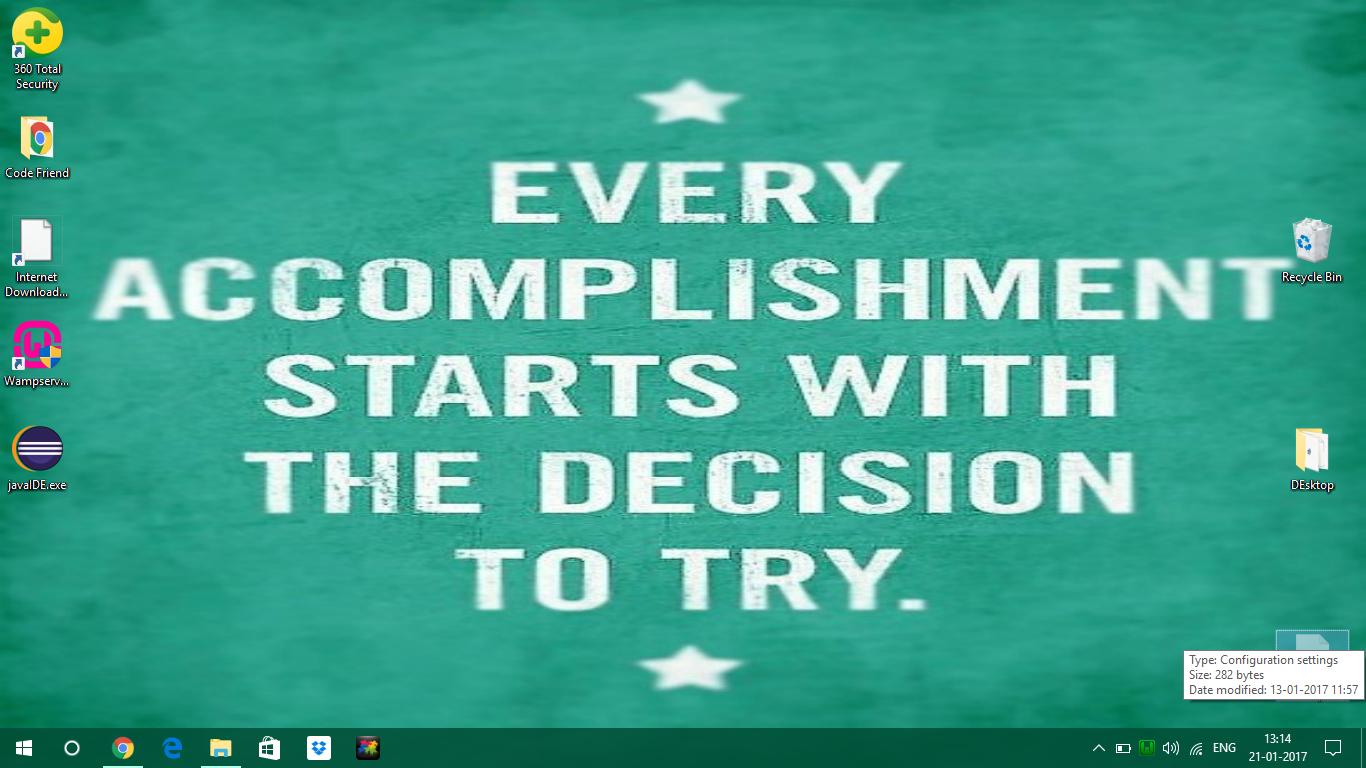 360 Total
Security
Code Friend
Internet
Download...
Wampserv...
javaIDE.exe
EVERY
ACCOMPLISHMENT
STARTS WITH
THE DECISION
TO TRY.
Recycle Bin
DEsktop
Type: Configuration settings
Size: 282 bytes
Date modified: 13-01-2017 11:57
ENG
13:14
21-01-2017